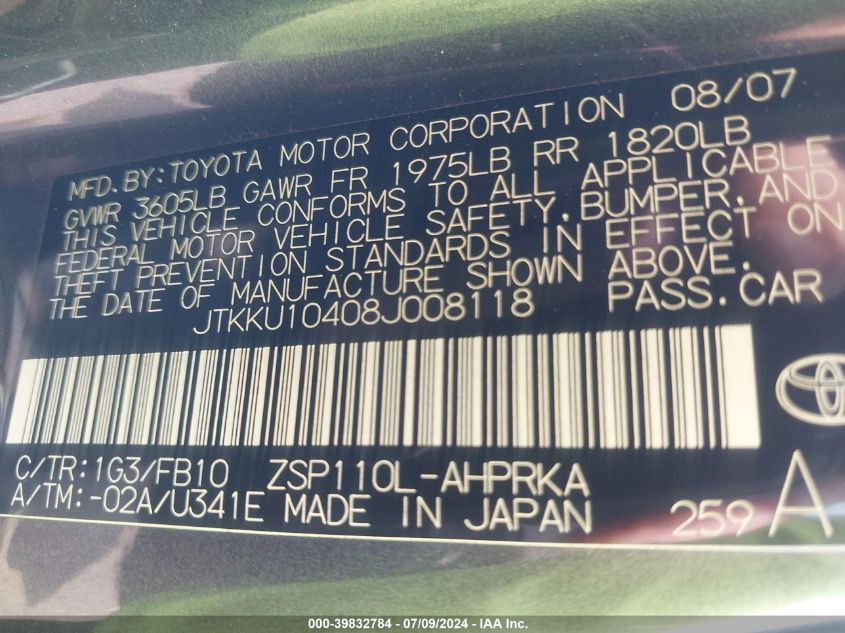 MFD. BY: TOYOTA MOTOR CORPORATION 08/07
GVWR 3605LB GAWR FR 1975LB RR 1820LB
THIS VEHICLE CONFORMS TO ALL APPLICABLE
FEDERAL MOTOR VEHICLE SAFETY, BUMPER, AND
THEFT PREVENTION STANDARDS IN EFFECT ON
THE DATE OF MANUFACTURE SHOWN ABOVE.
JTKKU10408J008118 PASS. CAR
C/TR: 1G3/FB10 ZSP110L-AHPRKA
A/TM: -02A/U341E MADE IN JAPAN 259 A
000-39832784 - 07/09/2024 - IAA Inc.